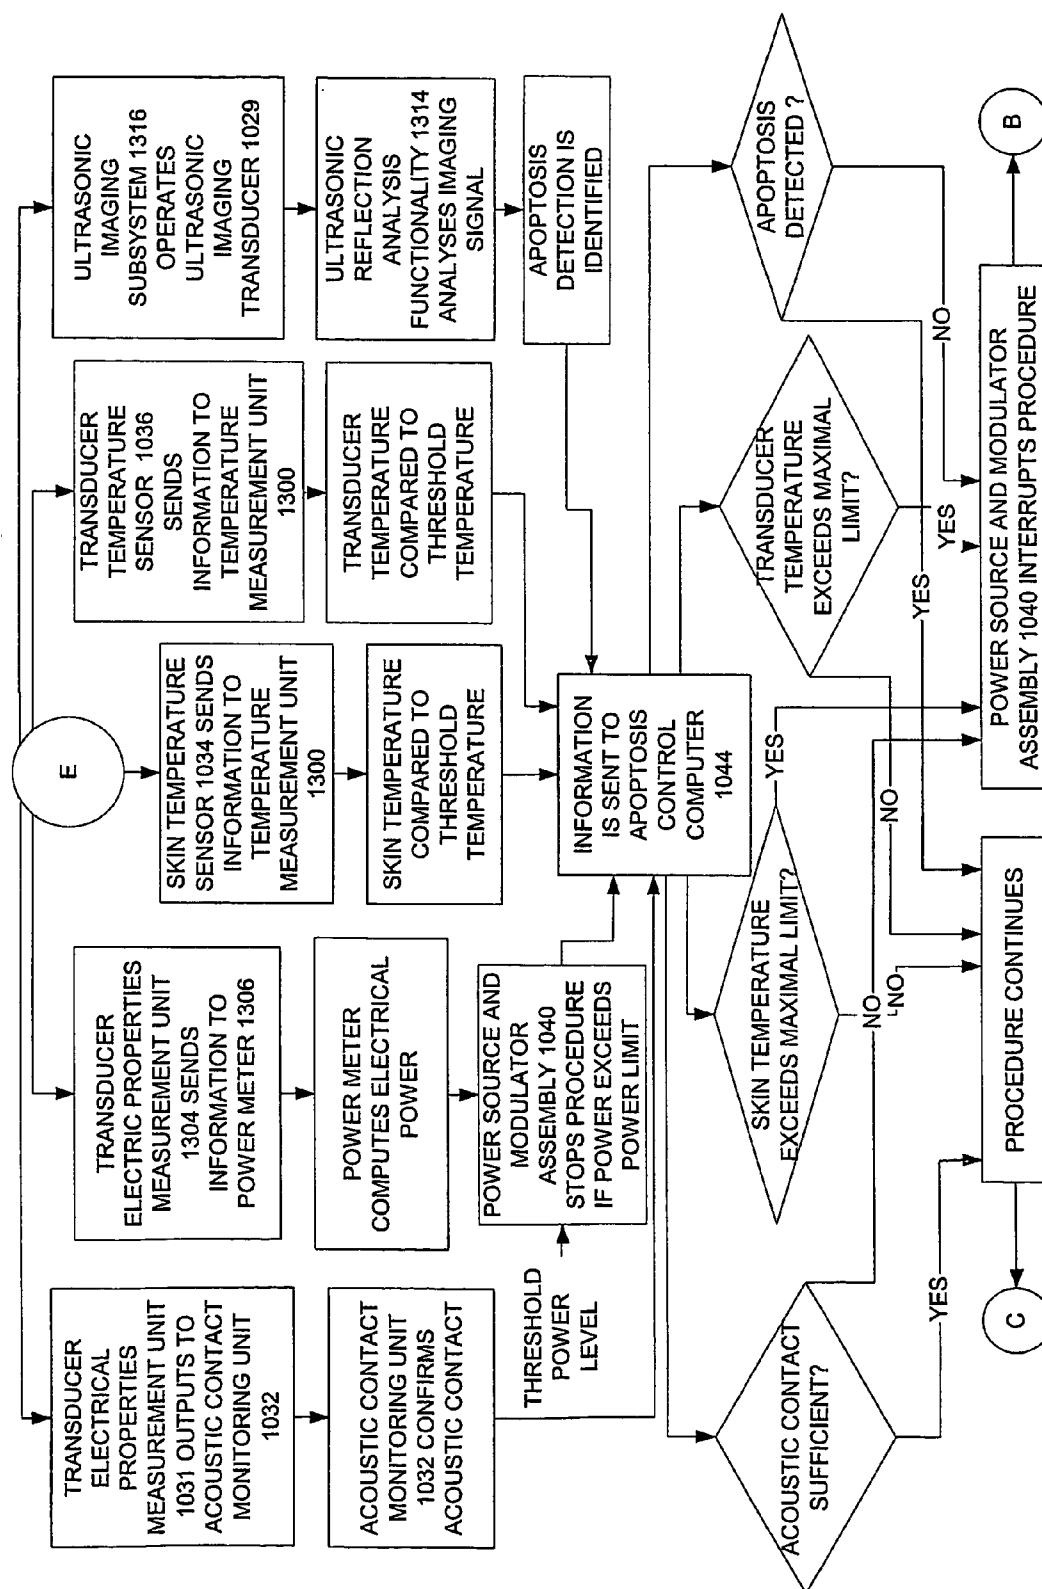 E
TRANSDUCER
ELECTRICAL
PROPERTIES
MEASUREMENT UNIT
1031 OUTPUTS TO
ACOUSTIC CONTACT
MONITORING UNIT
1032
TRANSDUCER
ELECTRIC PROPERTIES
MEASUREMENT UNIT
1304 SENDS
INFORMATION TO
POWER METER 1306
SKIN TEMPERATURE
SENSOR 1034 SENDS
INFORMATION TO
TEMPERATURE
MEASUREMENT UNIT
1300
TRANSDUCER
TEMPERATURE
SENSOR 1036
SENDS
INFORMATION TO
TEMPERATURE
MEASUREMENT UNIT
1300
ULTRASONIC
IMAGING
SUBSYSTEM 1316
OPERATES
ULTRASONIC
IMAGING
TRANSDUCER 1029
ACOUSTIC CONTACT
MONITORING UNIT
1032 CONFIRMS
ACOUSTIC CONTACT
POWER METER
COMPUTES ELECTRICAL
POWER
SKIN TEMPERATURE
COMPARED TO
THRESHOLD
TEMPERATURE
TRANSDUCER
TEMPERATURE
COMPARED TO
THRESHOLD
TEMPERATURE
ULTRASONIC
REFLECTION
ANALYSIS
FUNCTIONALITY 1314
ANALYSES IMAGING
SIGNAL
THRESHOLD
POWER
LEVEL
POWER SOURCE AND
MODULATOR
ASSEMBLY 1040
STOPS PROCEDURE
IF POWER EXCEEDS
POWER LIMIT
APOPTOSIS
DETECTION IS
IDENTIFIED
INFORMATION
IS SENT TO
APOPTOSIS
CONTROL
COMPUTER
1044
ACOUSTIC CONTACT
SUFFICIENT?
SKIN TEMPERATURE
EXCEEDS MAXIMAL LIMIT?
TRANSDUCER
TEMPERATURE
EXCEEDS MAXIMAL
LIMIT?
APOPTOSIS
DETECTED ?
YES
NO
YES
NO
NO
YES
YES
NO
PROCEDURE CONTINUES
POWER SOURCE AND MODULATOR
ASSEMBLY 1040 INTERRUPTS PROCEDURE
C
B